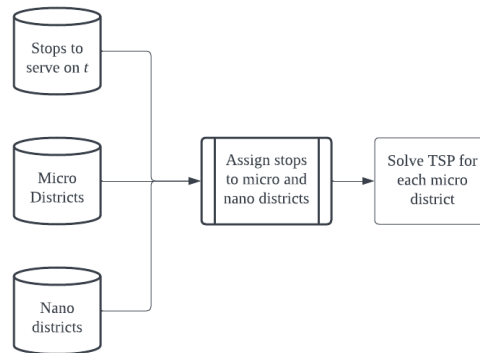 Stops to
serve on t
Micro
Districts
Nano
districts
Assign stops
to micro and
nano districts
Solve TSP for
each micro
district